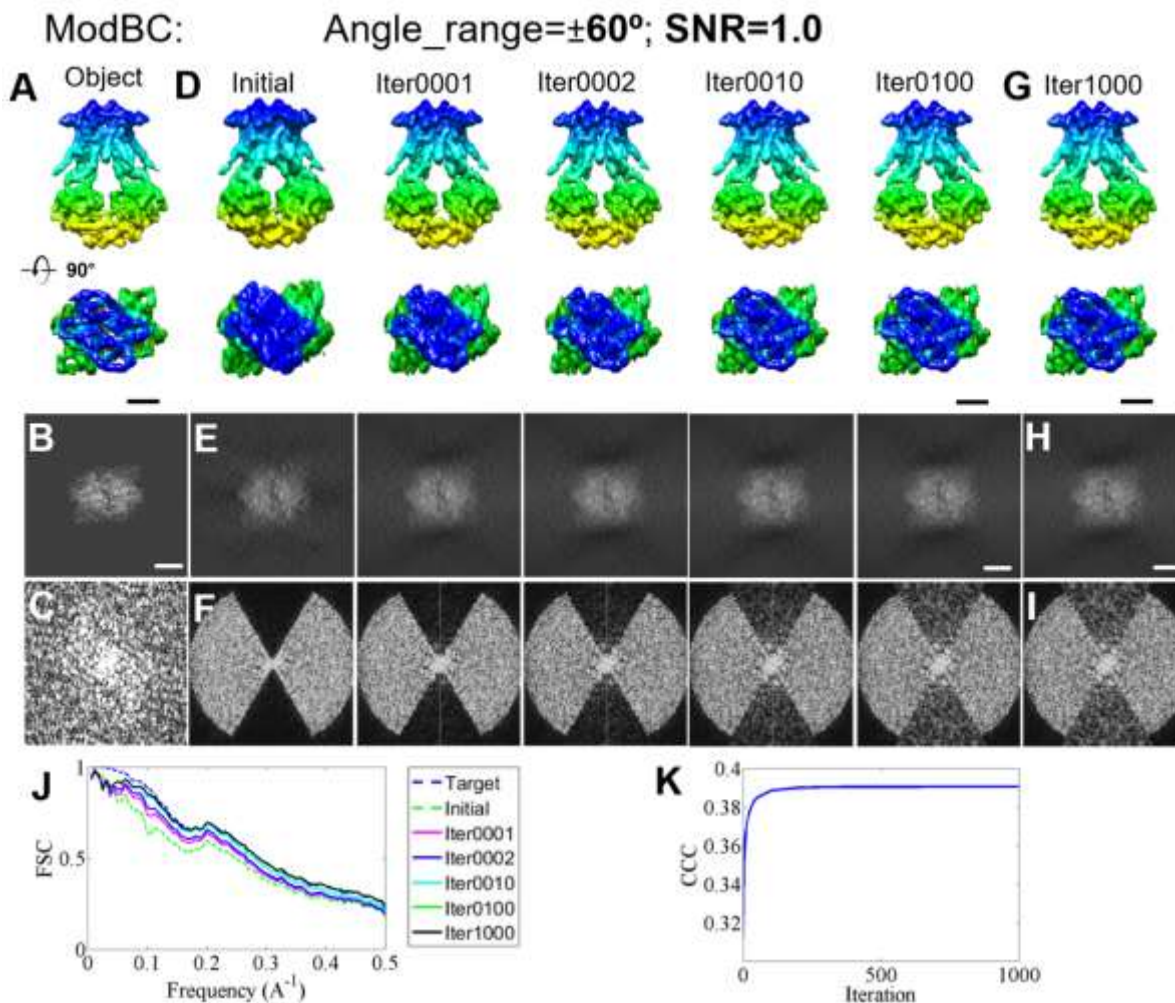 ModBC: Angle_range=±60º; SNR=1.0
A Object D Initial Iter0001 Iter0002 Iter0010 Iter0100 G Iter1000
90°
B E H
C F I
J
1
0.5
0
FSC
0 0.1 0.2 0.3 0.4 0.5
Frequency (A⁻¹)
Target
Initial
Iter0001
Iter0002
Iter0010
Iter0100
Iter1000
K
0.4
0.38
0.36
0.34
0.32
CCC
0 500 1000
Iteration